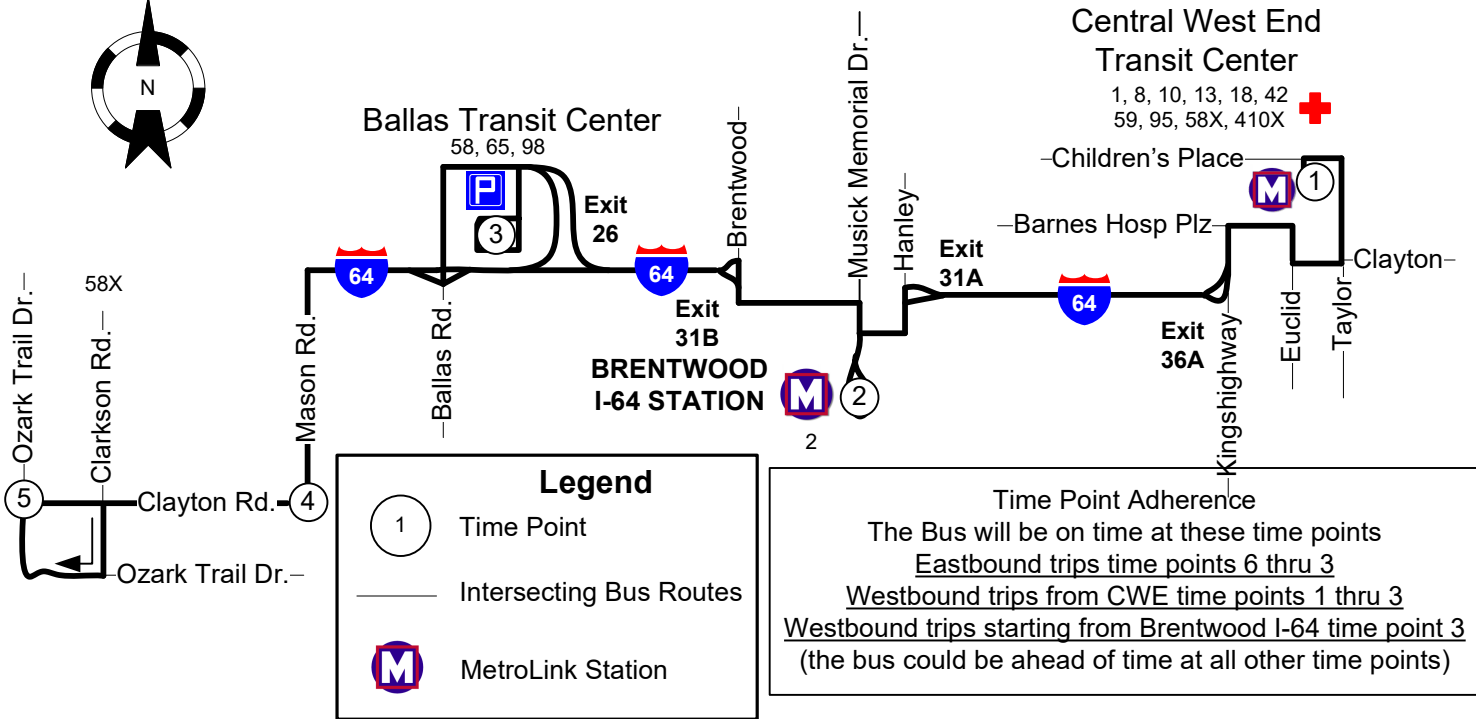 N
Central West End
Transit Center
1, 8, 10, 13, 18, 42
59, 95, 58X, 410X
Ballas Transit Center
58, 65, 98
P
3
Exit
26
64
64
64
Brentwood
Musick Memorial Dr.
Hanley
Children's Place
M
1
Barnes Hosp Plz
Clayton
Exit
31A
Exit
31B
Exit
36A
Kingshighway
Euclid
Taylor
BRENTWOOD
I-64 STATION
M
2
2
Ozark Trail Dr.
58X
Clarkson Rd.
Mason Rd.
Ballas Rd.
5
Clayton Rd.
4
Ozark Trail Dr.
Legend
1 Time Point
Intersecting Bus Routes
M MetroLink Station
Time Point Adherence
The Bus will be on time at these time points
Eastbound trips time points 6 thru 3
Westbound trips from CWE time points 1 thru 3
Westbound trips starting from Brentwood I-64 time point 3
(the bus could be ahead of time at all other time points)